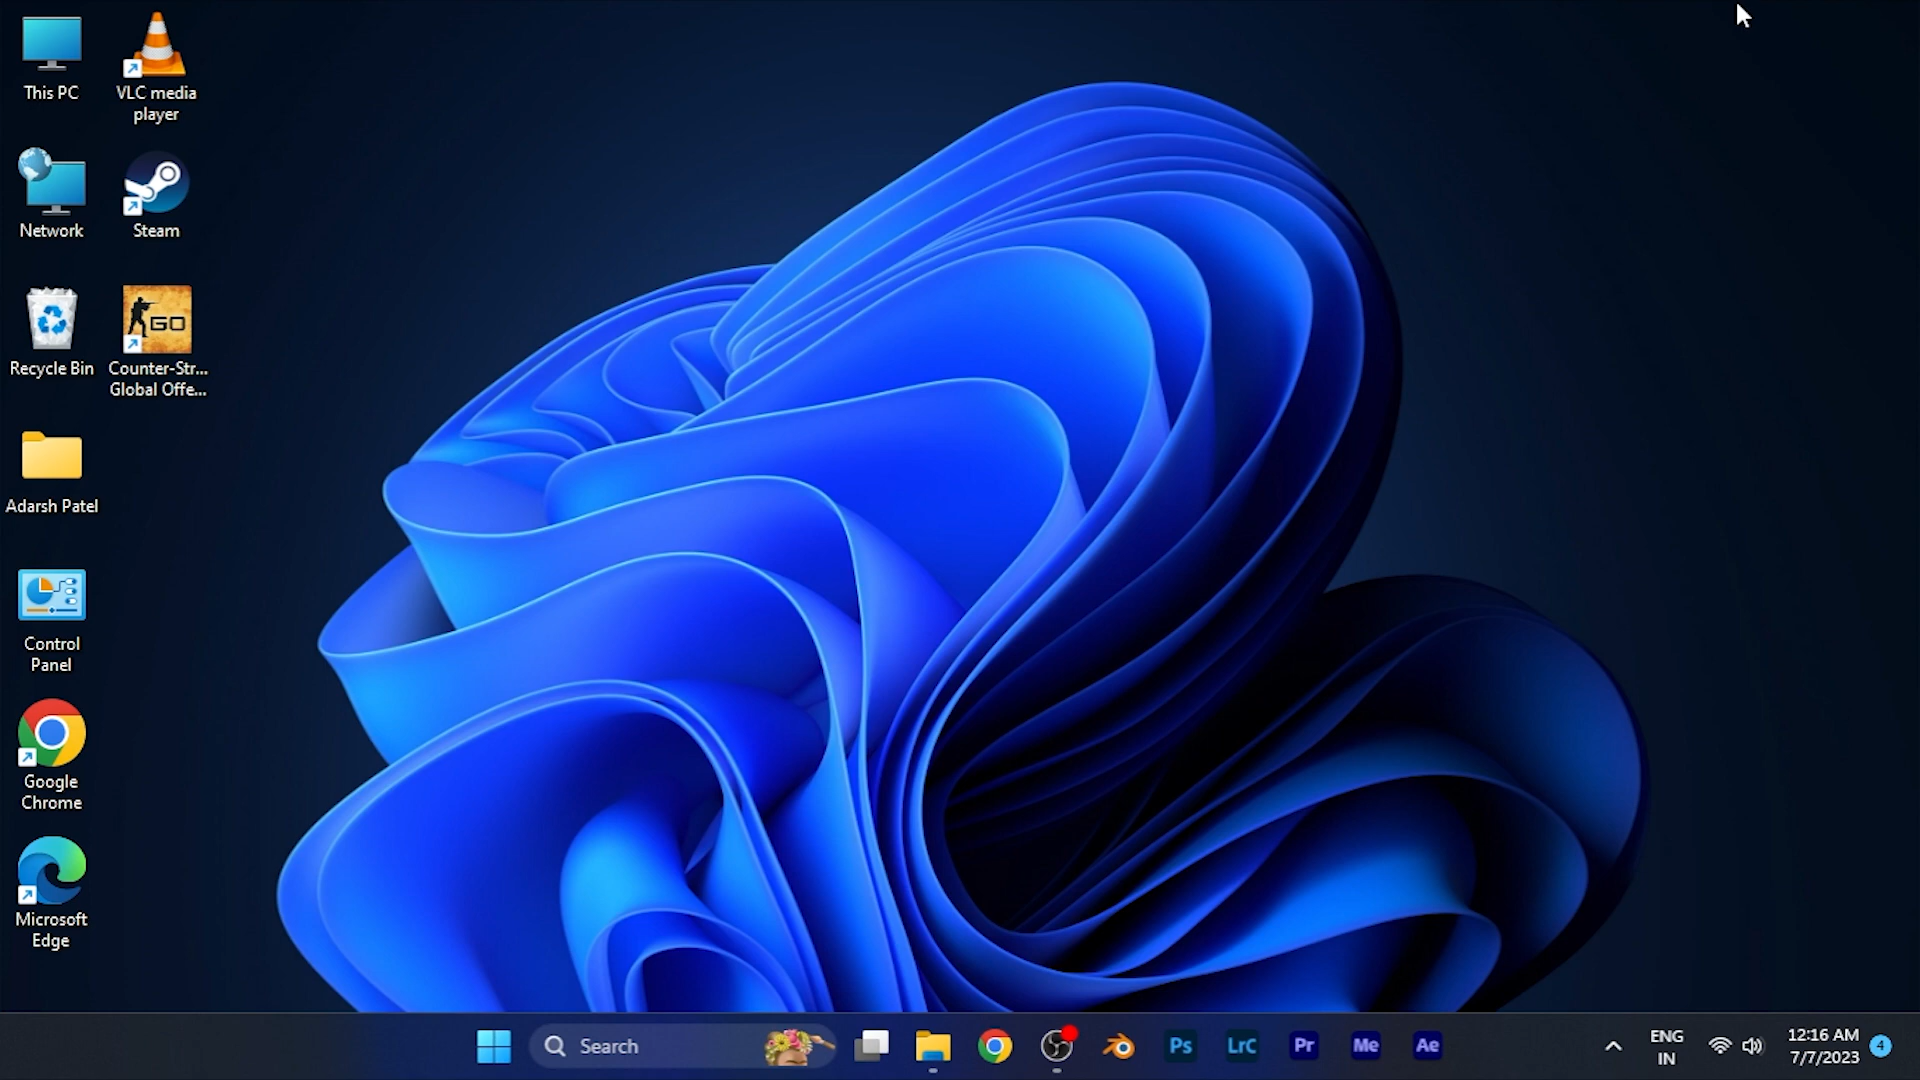 This PC
VLC media
player
Network
Steam
Recycle Bin
GO
Counter-Str...
Global Offe...
Adarsh Patel
Control
Panel
Google
Chrome
Microsoft
Edge
Search
Ps
LrC
Pr
Me
Ae
ENG
IN
12:16 AM
7/7/2023
4